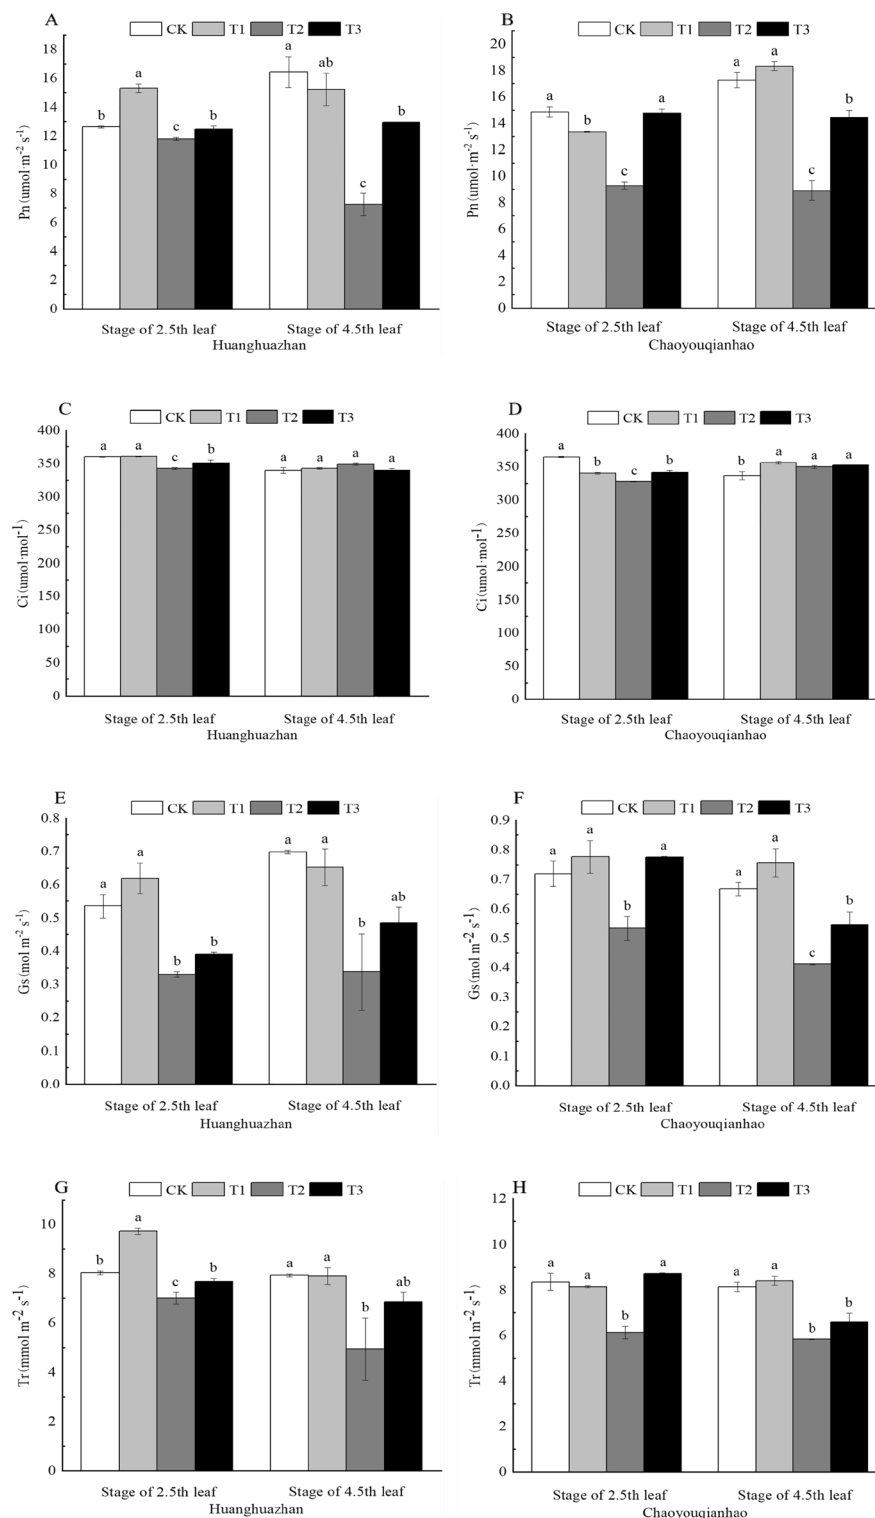 A
CK T1 T2 T3
Pn(umol·m-2 s-1)
18
16
14
12
10
8
6
4
2
0
b a c b a ab c b
Stage of 2.5th leaf Stage of 4.5th leaf
Huanghuazhan
B
CK T1 T2 T3
Pn(umol·m-2 s-1)
20
18
16
14
12
10
8
6
4
2
0
a b c a a a c b
Stage of 2.5th leaf Stage of 4.5th leaf
Chaoyouqianhao
C
CK T1 T2 T3
Ci(umol·mol-1)
400
350
300
250
200
150
100
50
0
a a c b a a a a
Stage of 2.5th leaf Stage of 4.5th leaf
Huanghuazhan
D
CK T1 T2 T3
Ci(umol·mol-1)
400
350
300
250
200
150
100
50
0
a b c b b a a a
Stage of 2.5th leaf Stage of 4.5th leaf
Chaoyouqianhao
E
CK T1 T2 T3
Gs(mol m-2 s-1)
0.8
0.7
0.6
0.5
0.4
0.3
0.2
0.1
0.0
a a b b a a b ab
Stage of 2.5th leaf Stage of 4.5th leaf
Huanghuazhan
F
CK T1 T2 T3
Gs(mol m-2 s-1)
0.9
0.8
0.7
0.6
0.5
0.4
0.3
0.2
0.1
0.0
a a b a a a c b
Stage of 2.5th leaf Stage of 4.5th leaf
Chaoyouqianhao
G
CK T1 T2 T3
Tr(mmol m-2 s-1)
10
8
6
4
2
0
b a c b a a b ab
Stage of 2.5th leaf Stage of 4.5th leaf
Huanghuazhan
H
CK T1 T2 T3
Tr(mmol m-2 s-1)
12
10
8
6
4
2
0
a a b a a b b
Stage of 2.5th leaf Stage of 4.5th leaf
Chaoyouqianhao